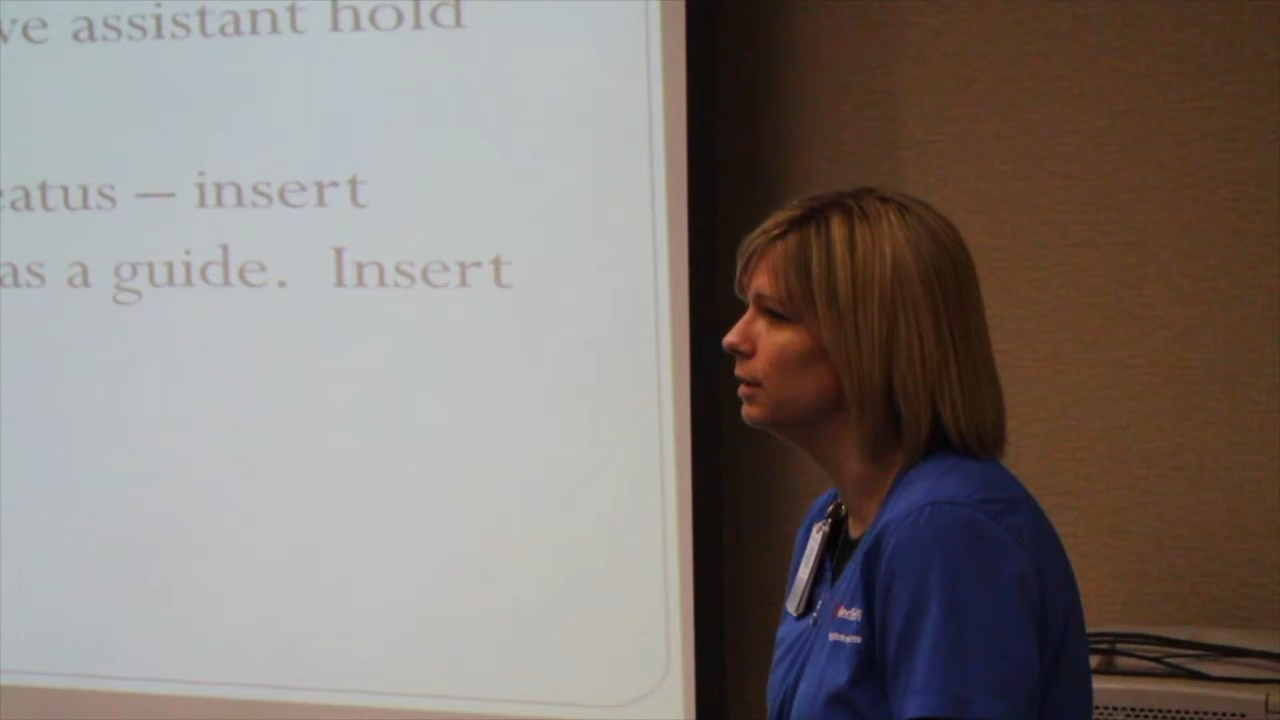 ve assistant hold
eatus – insert
as a guide.  Insert